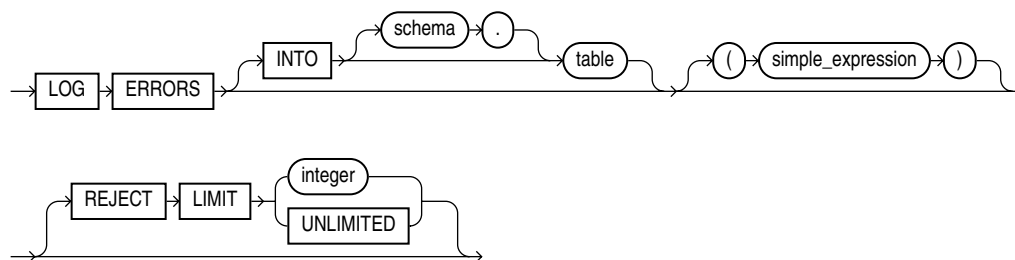 schema .
INTO table ( simple_expression )
LOG ERRORS
integer
REJECT LIMIT
UNLIMITED